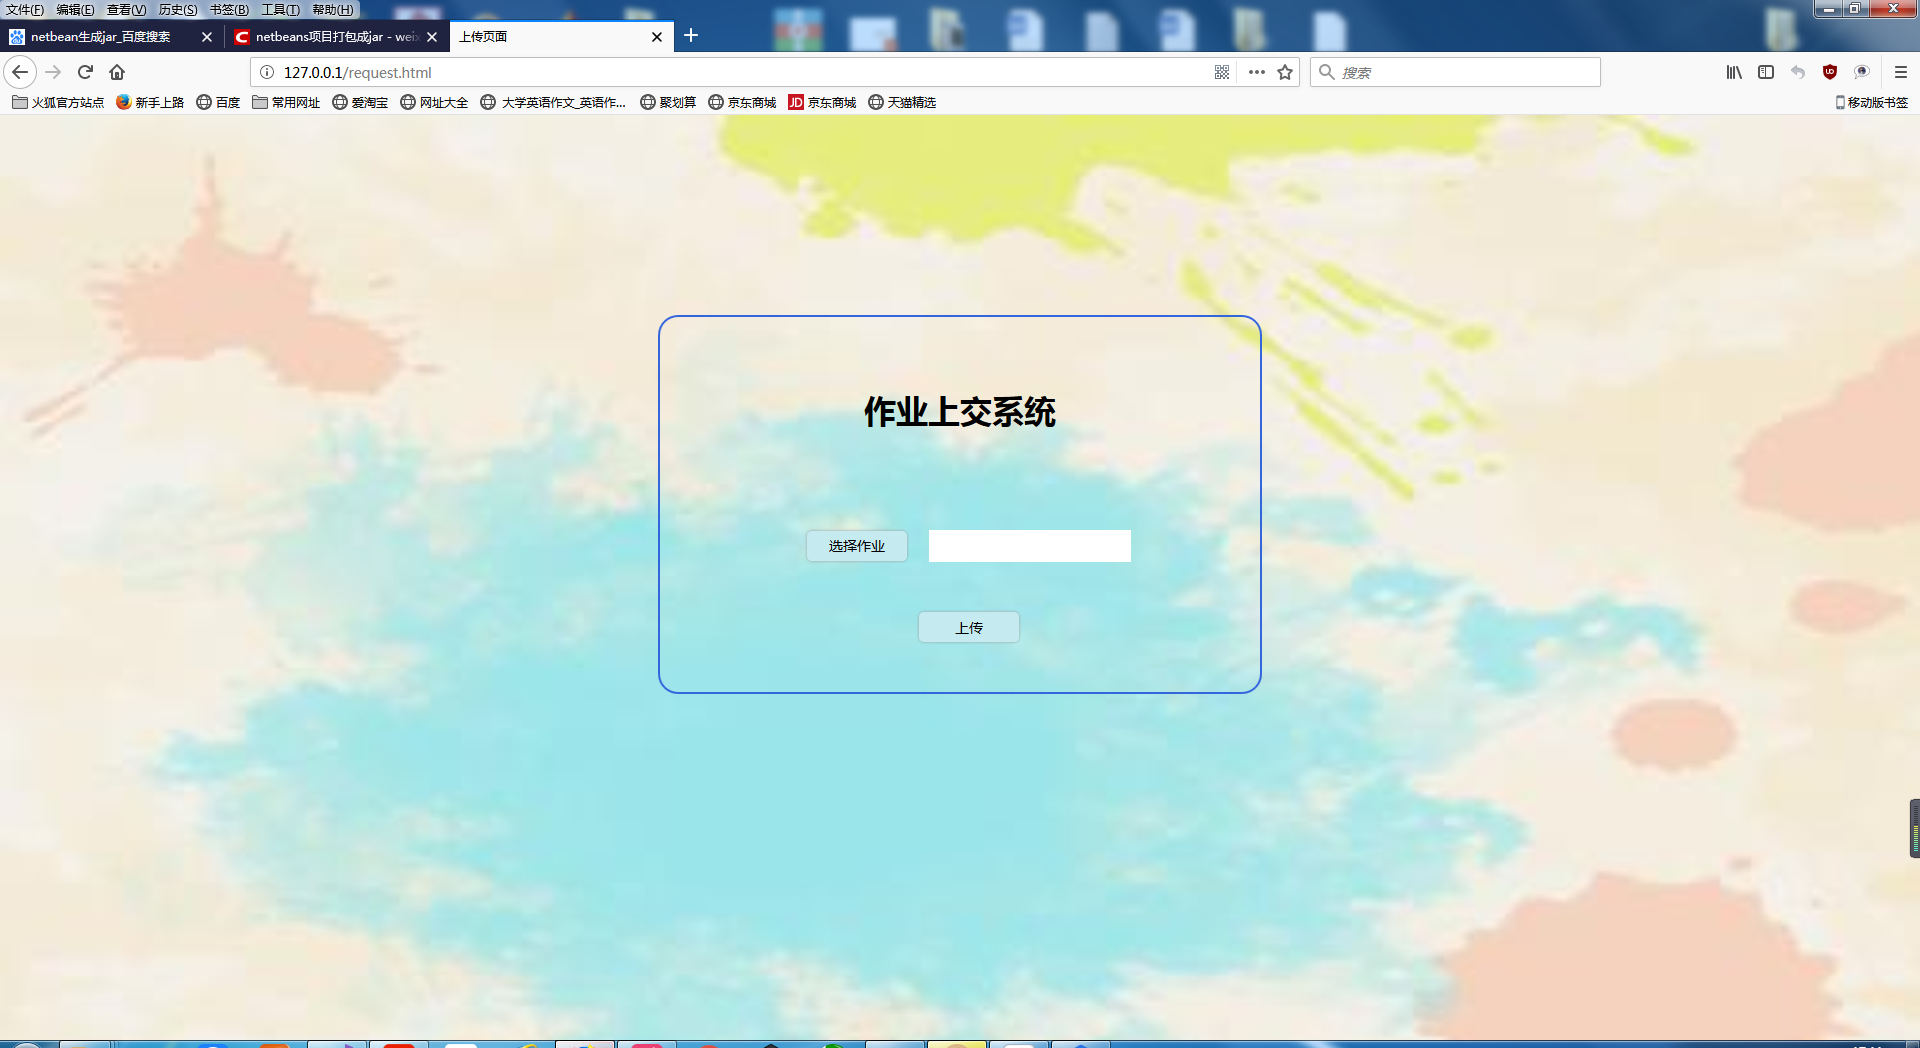 文件(F) 编辑(E) 查看(V) 历史(S) 书签(B) 工具(T) 帮助(H)
netbean生成jar_百度搜索 netbeans项目打包成jar - wei 上传页面
127.0.0.1/request.html 搜索
火狐官方站点 新手上路 百度 常用网址 爱淘宝 网址大全 大学英语作文_英语作... 聚划算 京东商城 JD 京东商城 天猫精选 移动版书签
作业上交系统
选择作业
上传